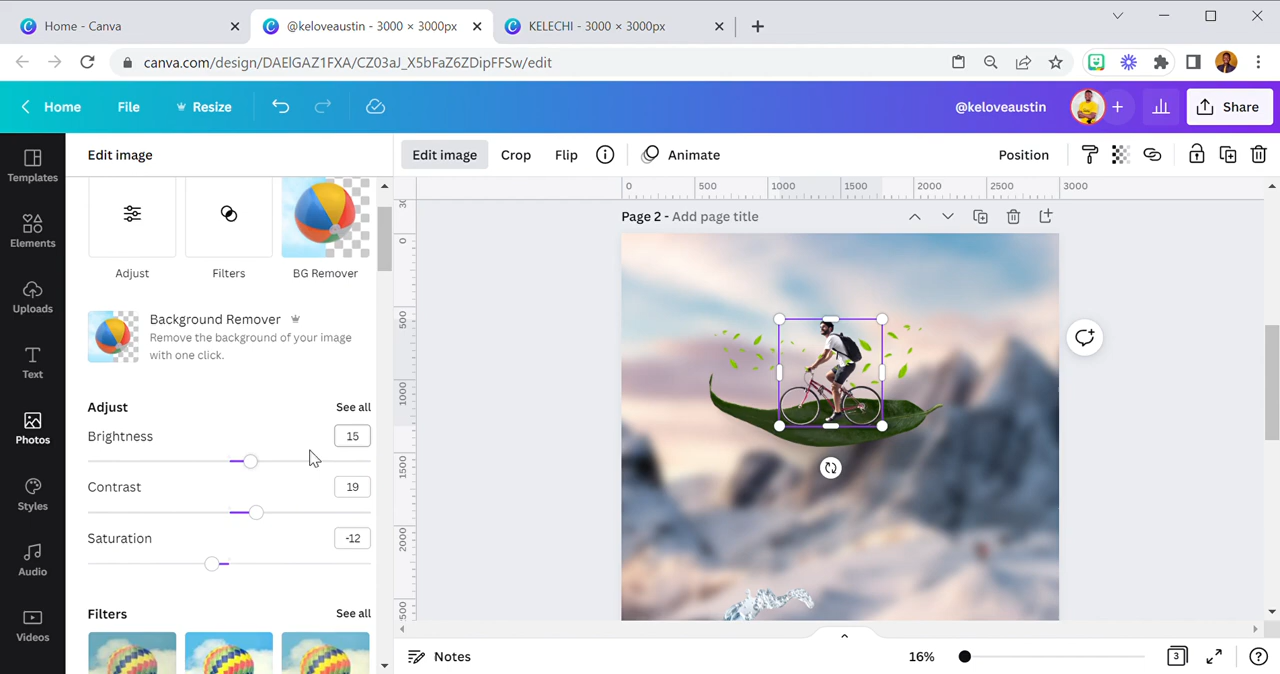 Home - Canva
@keloveaustin - 3000 × 3000px
KELECHI - 3000 × 3000px
canva.com/design/DAElGAZ1FXA/CZ03aJ_X5bFaZ6ZDipFFSw/edit
Home
File
Resize
@keloveaustin
Share
Templates
Elements
Uploads
Text
Photos
Styles
Audio
Videos
Edit image
Adjust
Filters
BG Remover
Background Remover
Remove the background of your image
with one click.
Adjust
See all
Brightness
15
Contrast
19
Saturation
-12
Filters
See all
Edit image
Crop
Flip
Animate
Position
0
500
1000
1500
2000
2500
3000
0
500
1000
1500
2000
Page 2 - Add page title
Notes
16%
3